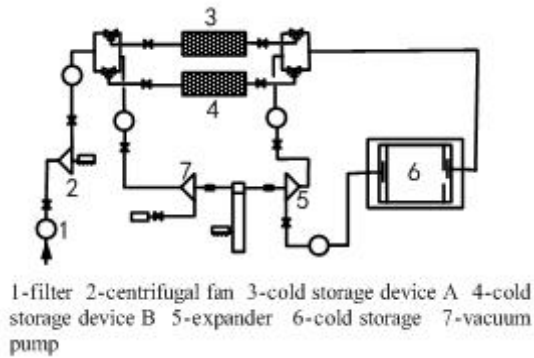 3
4
2
7
5
6
1
1-filter 2-centrifugal fan 3-cold storage device A 4-cold
storage device B 5-expander 6-cold storage 7-vacuum
pump